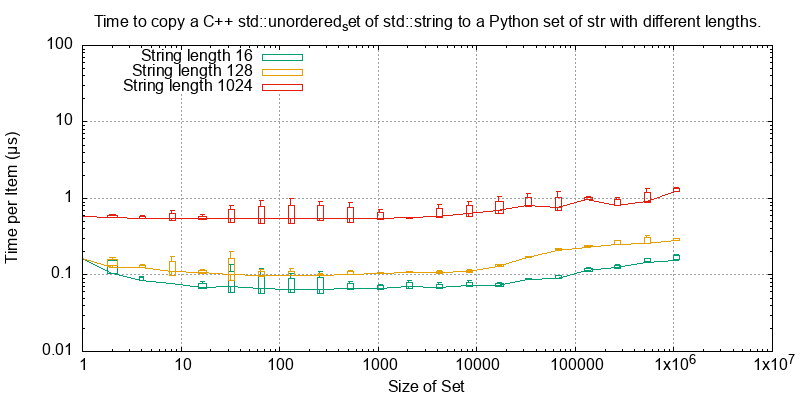 Time to copy a C++ std::unordered_set of std::string to a Python set of str with different lengths.
100
10
1
0.1
0.01
Time per Item (µs)
String length 16
String length 128
String length 1024
1 10 100 1000 10000 100000 1x10^6 1x10^7
Size of Set